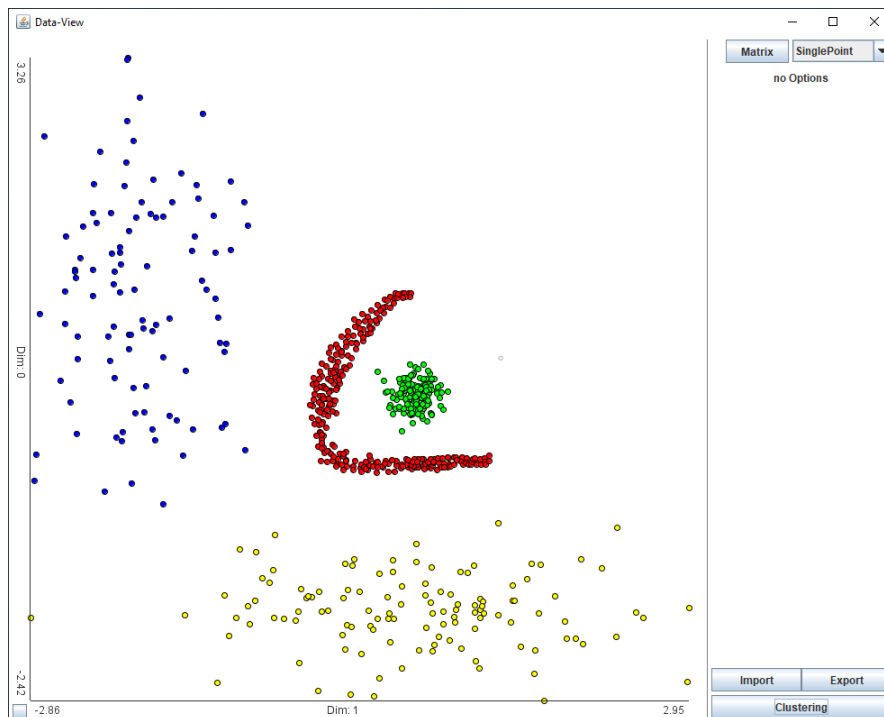 Data-View
Matrix
SinglePoint
no Options
3.26
Dim: 0
-2.42
-2.86
Dim: 1
2.95
Import
Export
Clustering